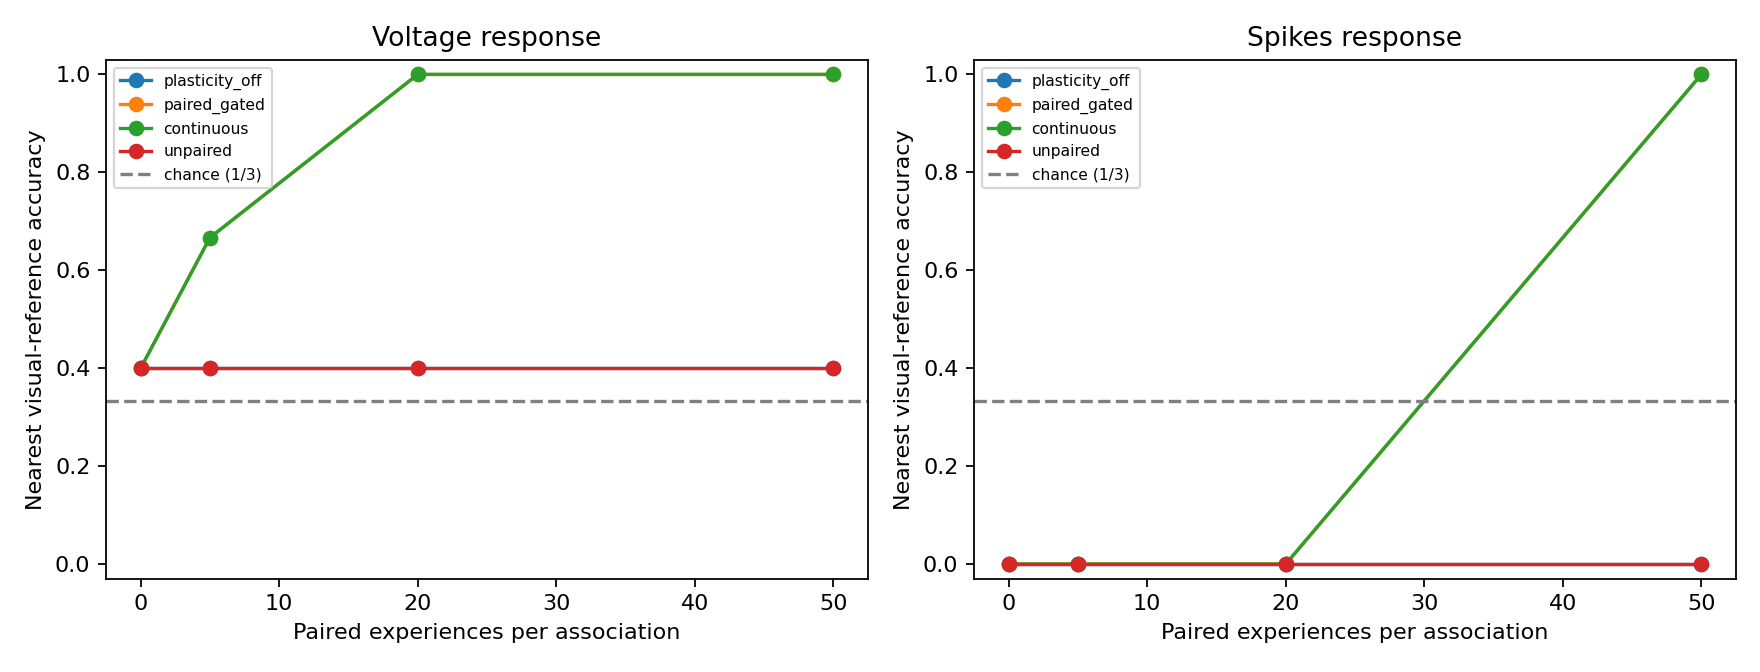 Voltage response
Nearest visual-reference accuracy
1.0
0.8
0.6
0.4
0.2
0.0
plasticity_off
paired_gated
continuous
unpaired
chance (1/3)
0 10 20 30 40 50
Paired experiences per association
Spikes response
Nearest visual-reference accuracy
1.0
0.8
0.6
0.4
0.2
0.0
plasticity_off
paired_gated
continuous
unpaired
chance (1/3)
0 10 20 30 40 50
Paired experiences per association